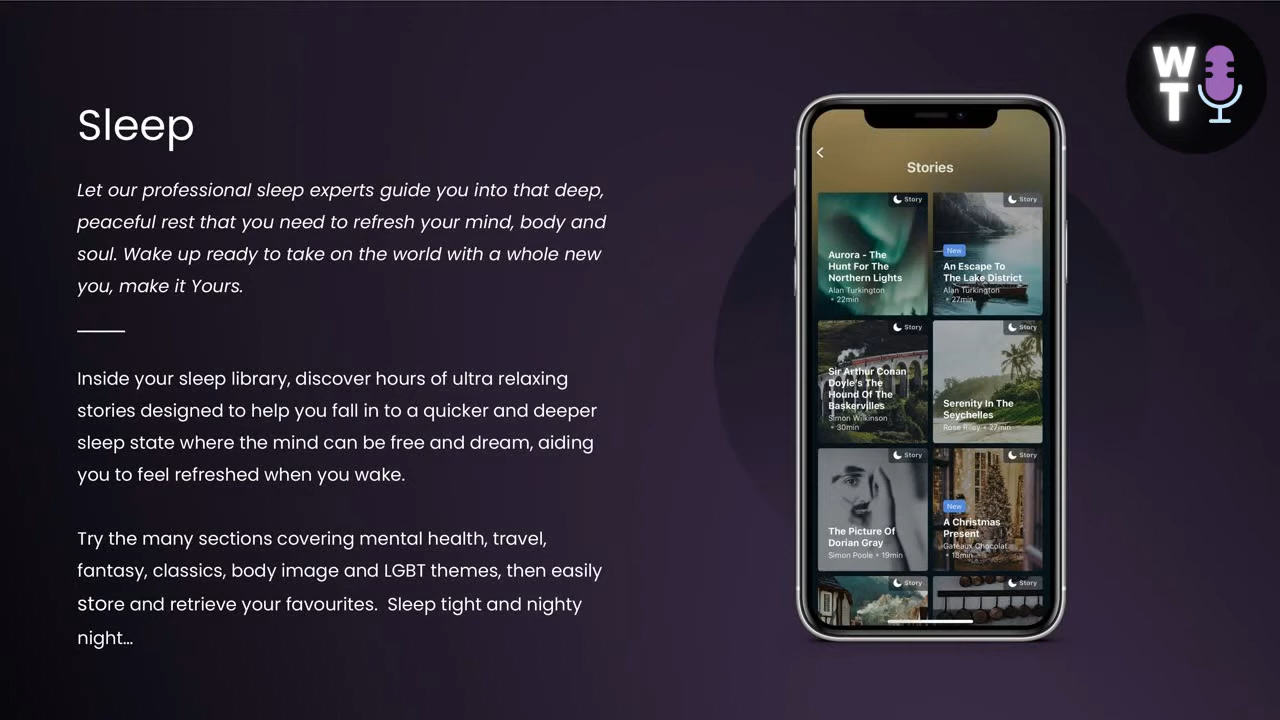 W
T
Sleep
Let our professional sleep experts guide you into that deep,
peaceful rest that you need to refresh your mind, body and
soul. Wake up ready to take on the world with a whole new
you, make it Yours.
Inside your sleep library, discover hours of ultra relaxing
stories designed to help you fall in to a quicker and deeper
sleep state where the mind can be free and dream, aiding
you to feel refreshed when you wake.
Try the many sections covering mental health, travel,
fantasy, classics, body image and LGBT themes, then easily
store and retrieve your favourites. Sleep tight and nighty
night...
Stories
Story
Aurora - The
Hunt For The
Northern Lights
Alan Turkington
• 22min
Story
New
An Escape To
The Lake District
Alan Turkington
• 27min
Story
Sir Arthur Conan
Doyle's The
Hound Of The
Baskervilles
Simon Wilkinson
• 30min
Story
Serenity In The
Seychelles
Rose Riley • 27min
Story
The Picture Of
Dorian Gray
Simon Poole • 19min
Story
New
A Christmas
Present
Gateaux Chocolat
• 18min
Story
Story